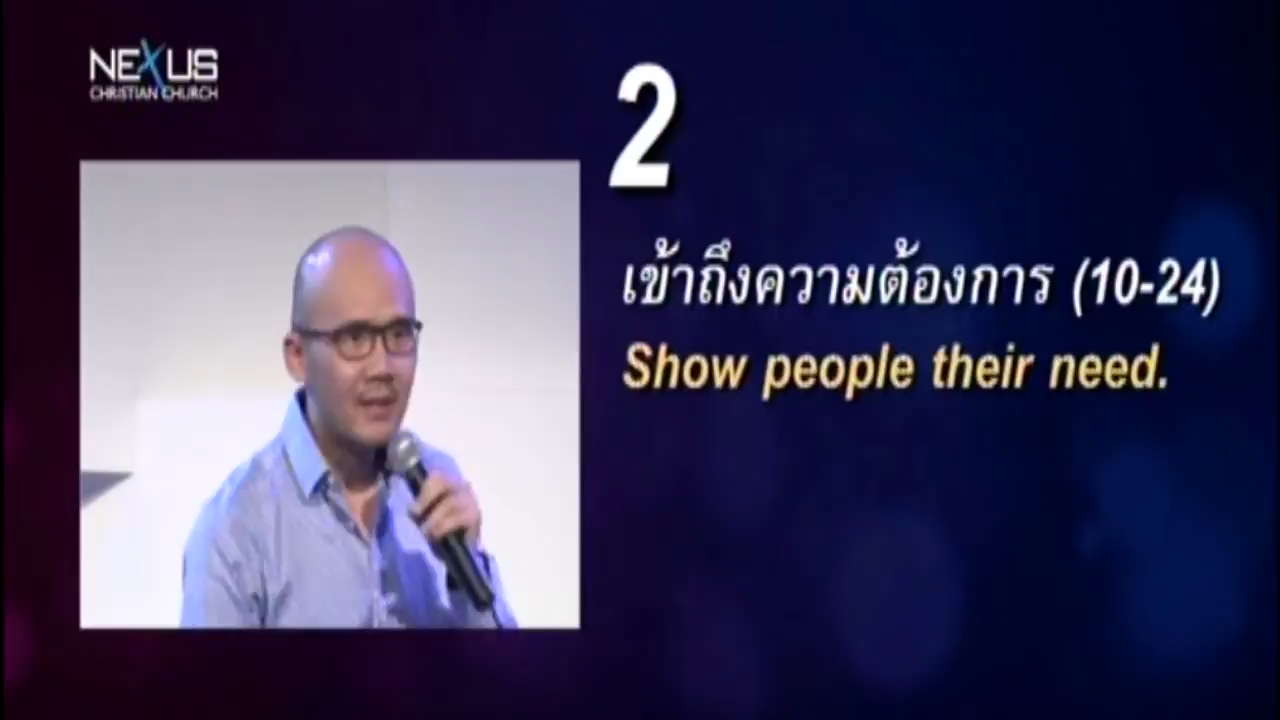 NEXUS
CHRISTIAN CHURCH
2
เข้าถึงความต้องการ (10-24)
Show people their need.